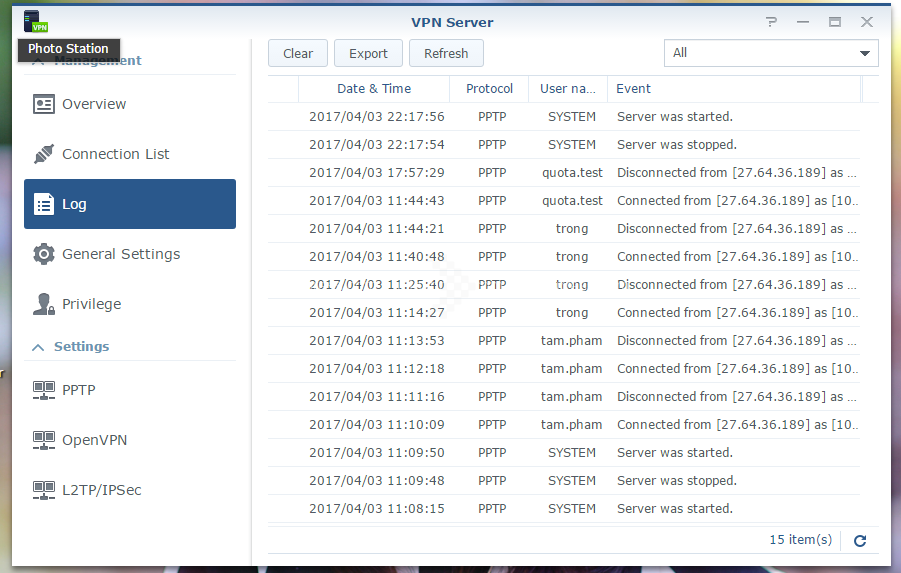 VPN Server
VPN
Photo Station
Management
Overview
Connection List
Log
General Settings
Privilege
Settings
PPTP
OpenVPN
L2TP/IPSec
Clear Export Refresh All
Date & Time Protocol User na... Event
2017/04/03 22:17:56 PPTP SYSTEM Server was started.
2017/04/03 22:17:54 PPTP SYSTEM Server was stopped.
2017/04/03 17:57:29 PPTP quota.test Disconnected from [27.64.36.189] as ...
2017/04/03 11:44:43 PPTP quota.test Connected from [27.64.36.189] as [10...
2017/04/03 11:44:21 PPTP trong Disconnected from [27.64.36.189] as ...
2017/04/03 11:40:48 PPTP trong Connected from [27.64.36.189] as [10...
2017/04/03 11:25:40 PPTP trong Disconnected from [27.64.36.189] as ...
2017/04/03 11:14:27 PPTP trong Connected from [27.64.36.189] as [10...
2017/04/03 11:13:53 PPTP tam.pham Disconnected from [27.64.36.189] as ...
2017/04/03 11:12:18 PPTP tam.pham Connected from [27.64.36.189] as [10...
2017/04/03 11:11:16 PPTP tam.pham Disconnected from [27.64.36.189] as ...
2017/04/03 11:10:09 PPTP tam.pham Connected from [27.64.36.189] as [10...
2017/04/03 11:09:50 PPTP SYSTEM Server was started.
2017/04/03 11:09:48 PPTP SYSTEM Server was stopped.
2017/04/03 11:08:15 PPTP SYSTEM Server was started.
15 item(s)